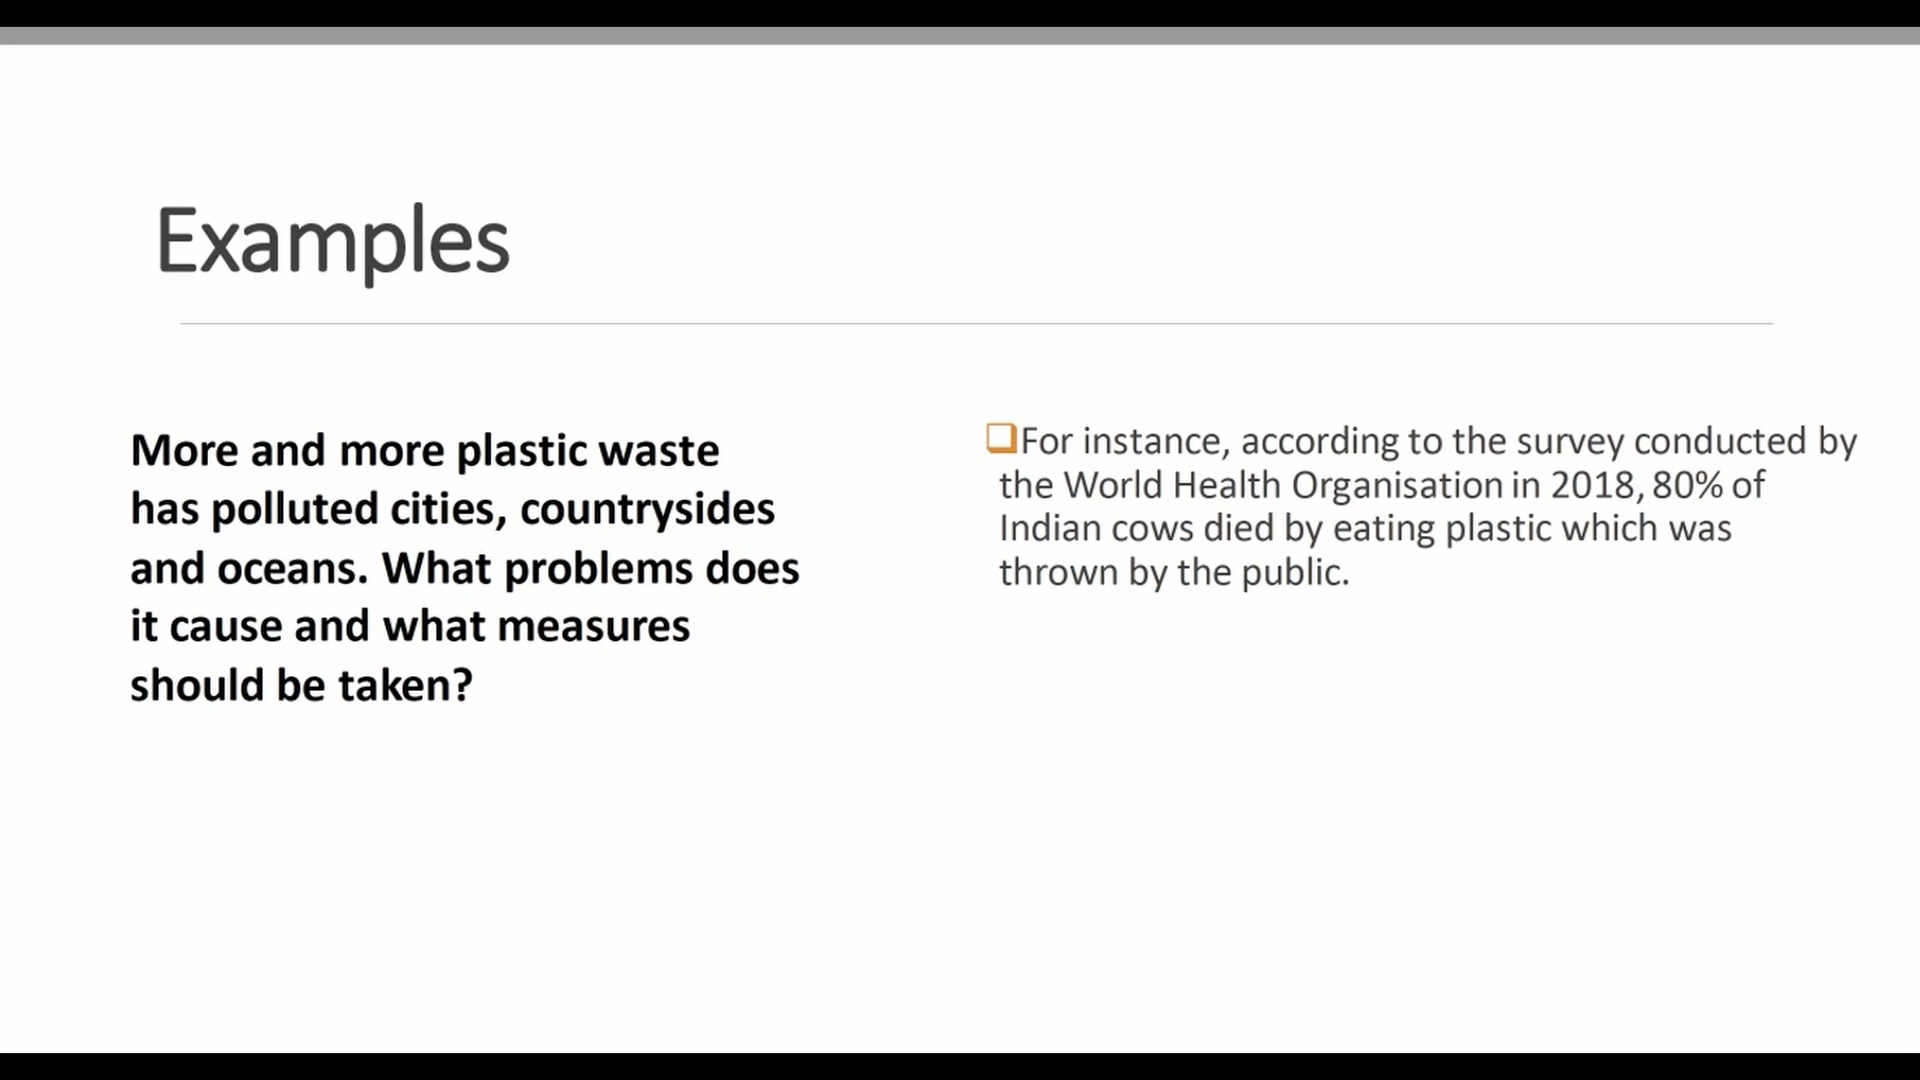 Examples
More and more plastic waste
has polluted cities, countrysides
and oceans. What problems does
it cause and what measures
should be taken?
For instance, according to the survey conducted by
the World Health Organisation in 2018, 80% of
Indian cows died by eating plastic which was
thrown by the public.